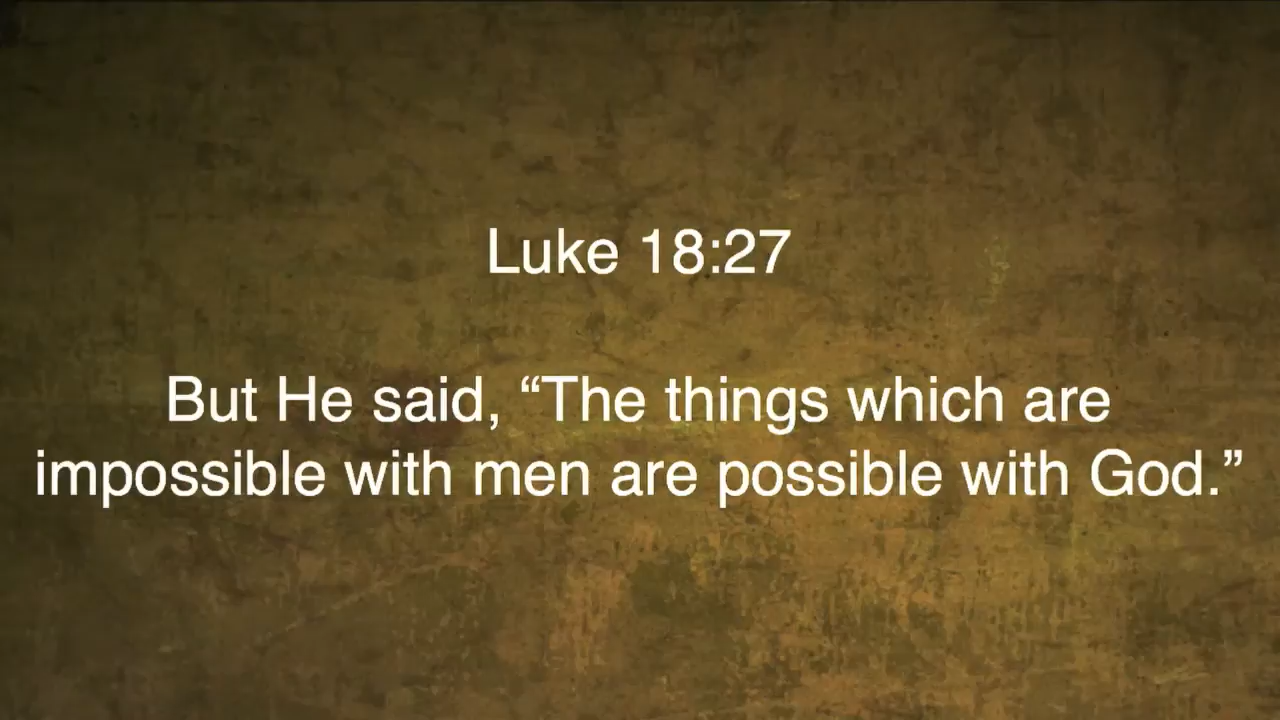 Luke 18:27
But He said, “The things which are
impossible with men are possible with God.”